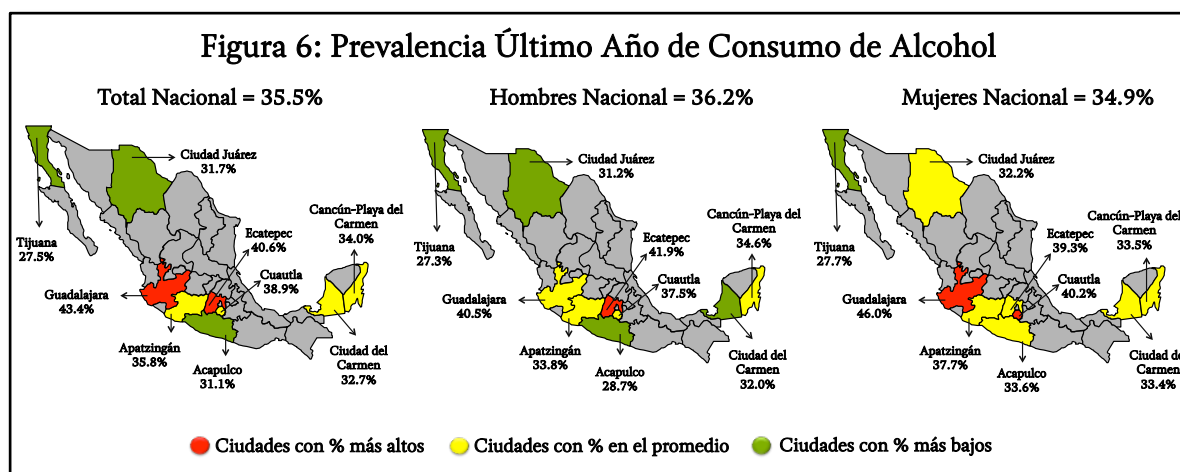 Figura 6: Prevalencia Último Año de Consumo de Alcohol
Total Nacional = 35.5%
Ciudad Juárez
31.7%
Cancún-Playa del
Carmen
34.0%
Ecatepec
40.6%
Tijuana
27.5%
Cuautla
38.9%
Guadalajara
43.4%
Apatzingán
35.8%
Acapulco
31.1%
Ciudad del
Carmen
32.7%
Hombres Nacional = 36.2%
Ciudad Juárez
31.2%
Cancún-Playa del
Carmen
34.6%
Ecatepec
41.9%
Tijuana
27.3%
Cuautla
37.5%
Guadalajara
40.5%
Apatzingán
33.8%
Acapulco
28.7%
Ciudad del
Carmen
32.0%
Mujeres Nacional = 34.9%
Ciudad Juárez
32.2%
Cancún-Playa del
Carmen
33.5%
Ecatepec
39.3%
Tijuana
27.7%
Cuautla
40.2%
Guadalajara
46.0%
Apatzingán
37.7%
Acapulco
33.6%
Ciudad del
Carmen
33.4%
Ciudades con % más altos
Ciudades con % en el promedio
Ciudades con % más bajos